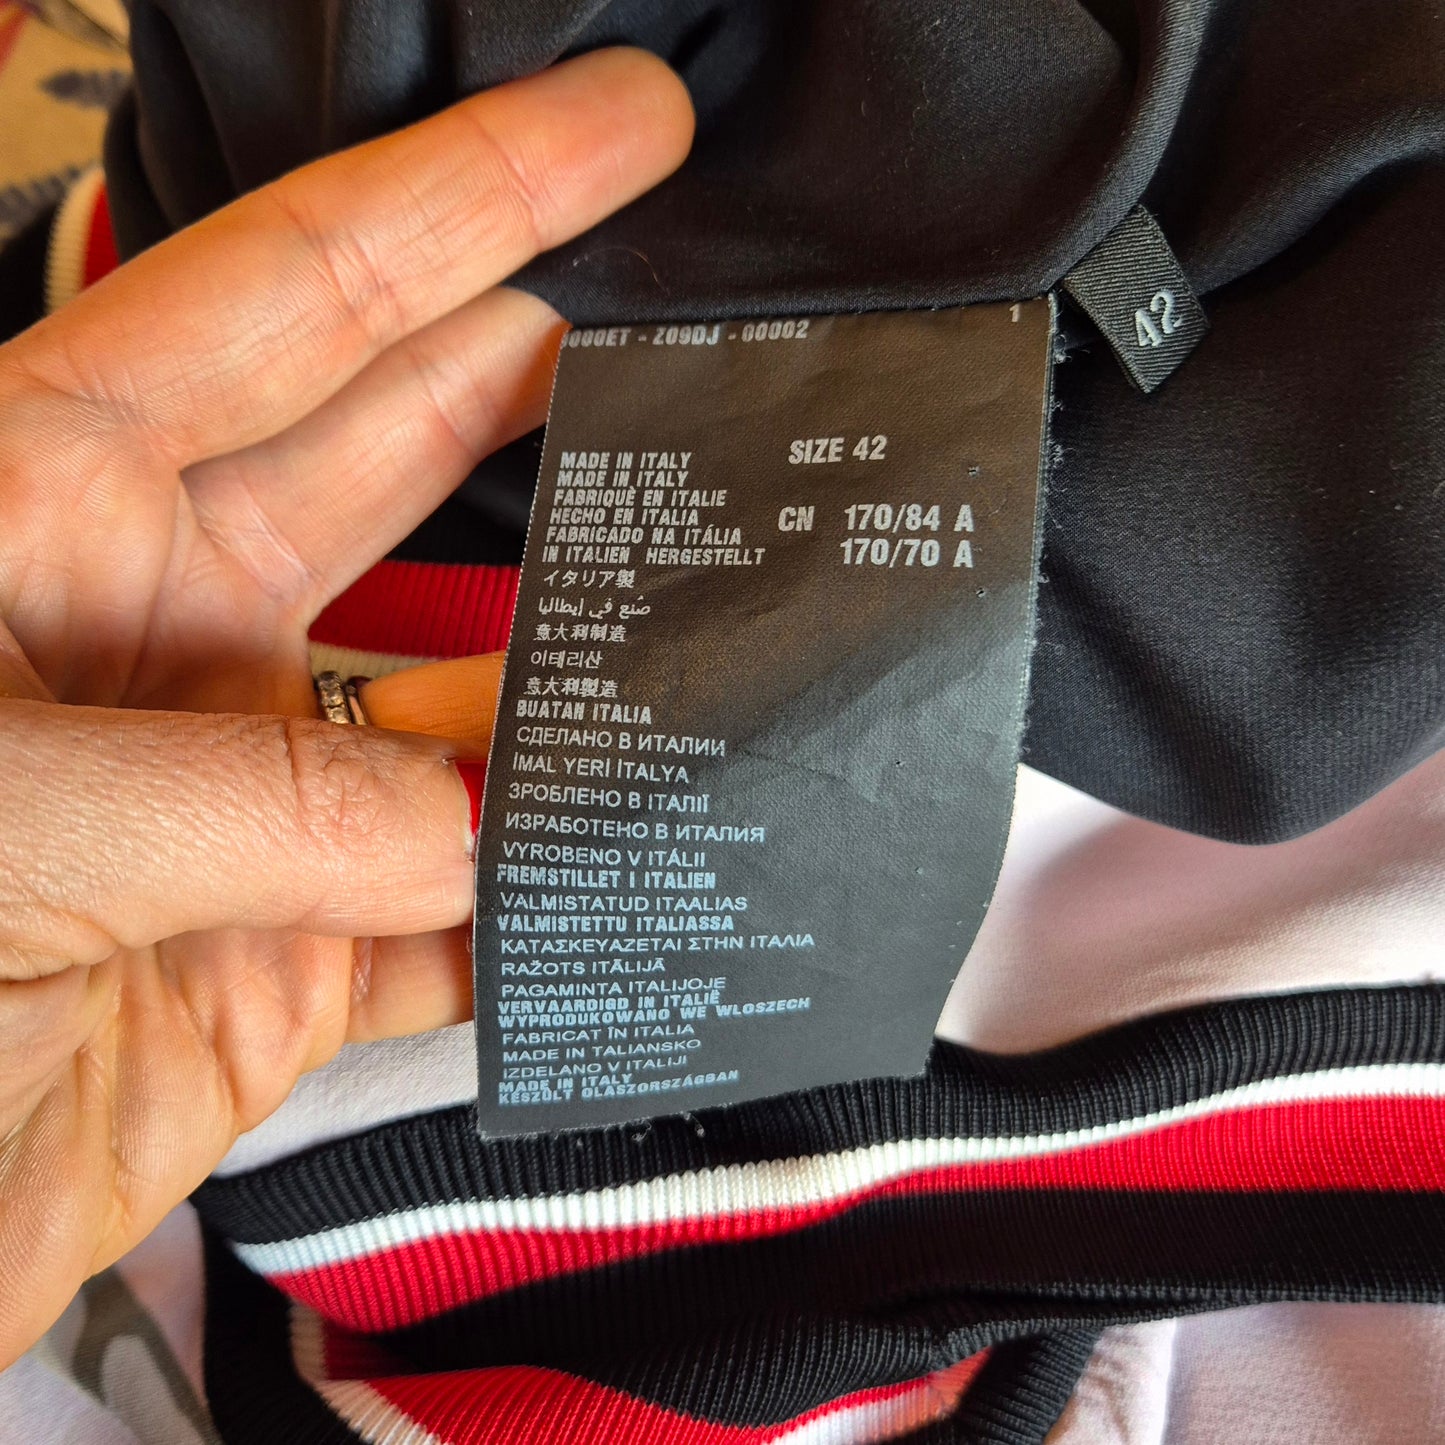 0000ET - Z09DJ - 00002
1
42
SIZE 42
CN 170/84 A
170/70 A
MADE IN ITALY
MADE IN ITALY
FABRIQUÈ EN ITALIE
HECHO EN ITALIA
FABRICADO NA ITÁLIA
IN ITALIEN HERGESTELLT
イタリア製
صُنع في إيطاليا
意大利制造
이태리산
意大利製造
BUATAN ITALIA
СДЕЛАНО В ИТАЛИИ
İMAL YERİ İTALYA
ЗРОБЛЕНО В ІТАЛІЇ
ИЗРАБОТЕНО В ИТАЛИЯ
VYROBENO V ITÁLII
FREMSTILLET I ITALIEN
VALMISTATUD ITAALIAS
VALMISTETTU ITALIASSA
ΚΑΤΑΣΚΕΥΑΖΕΤΑΙ ΣΤΗΝ ΙΤΑΛΙΑ
RAŽOTS ITĀLIJĀ
PAGAMINTA ITALIJOJE
VERVAARDIGD IN ITALIË
WYPRODUKOWANO WE WLOSZECH
FABRICAT ÎN ITALIA
MADE IN TALIANSKO
IZDELANO V ITALIJI
MADE IN ITALY
KÉSZÜLT OLASZORSZÁGBAN